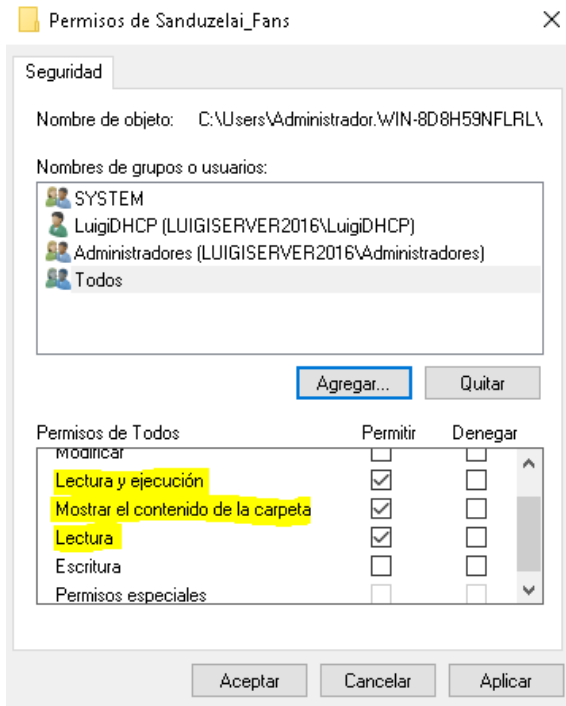 Permisos de Sanduzelai_Fans
Seguridad
Nombre de objeto: C:\Users\Administrador.WIN-8D8H59NFLRL\
Nombres de grupos o usuarios:
SYSTEM
LuigiDHCP (LUIGISERVER2016\LuigiDHCP)
Administradores (LUIGISERVER2016\Administradores)
Todos
Agregar... Quitar
Permisos de Todos Permitir Denegar
Modificar
Lectura y ejecución
Mostrar el contenido de la carpeta
Lectura
Escritura
Permisos especiales
Aceptar Cancelar Aplicar